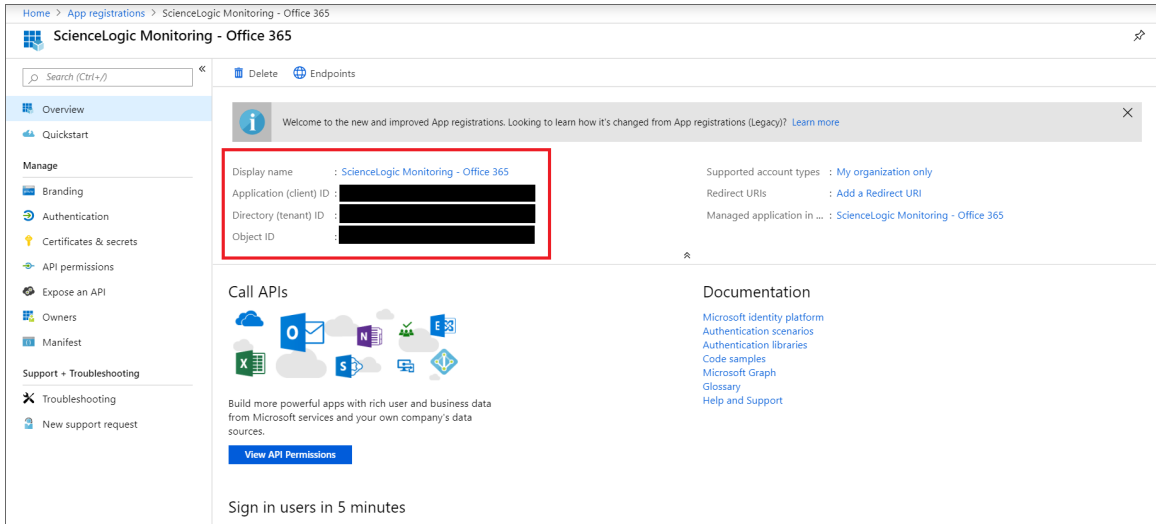 Home > App registrations > ScienceLogic Monitoring - Office 365
ScienceLogic Monitoring - Office 365
Search (Ctrl+/)
«
Overview
Quickstart
Manage
Branding
Authentication
Certificates & secrets
API permissions
Expose an API
Owners
Manifest
Support + Troubleshooting
Troubleshooting
New support request
Delete Endpoints
Welcome to the new and improved App registrations. Looking to learn how it's changed from App registrations (Legacy)? Learn more
Display name : ScienceLogic Monitoring - Office 365
Application (client) ID :
Directory (tenant) ID :
Object ID :
Supported account types : My organization only
Redirect URIs : Add a Redirect URI
Managed application in ... : ScienceLogic Monitoring - Office 365
Call APIs
Build more powerful apps with rich user and business data
from Microsoft services and your own company's data
sources.
View API Permissions
Documentation
Microsoft identity platform
Authentication scenarios
Authentication libraries
Code samples
Microsoft Graph
Glossary
Help and Support
Sign in users in 5 minutes